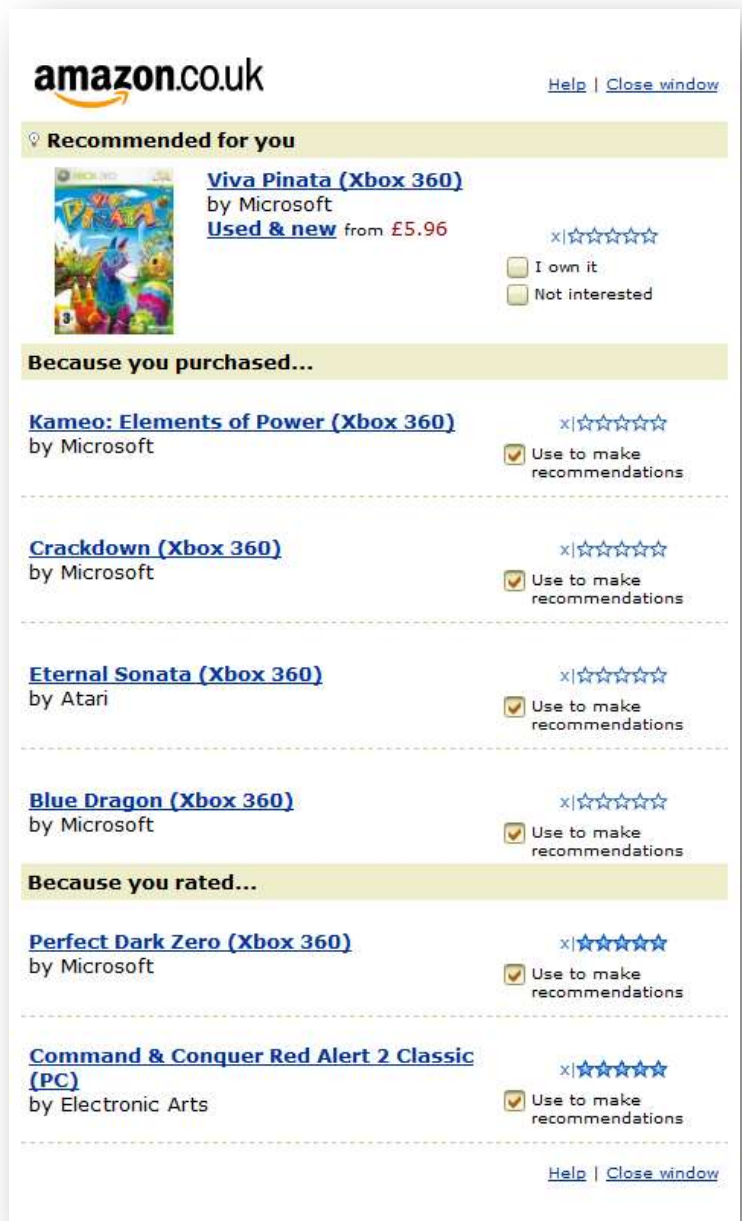 amazon.co.uk
Help | Close window
Recommended for you
XBOX 360
Viva Pinata (Xbox 360)
by Microsoft
Used & new from £5.96
viva PIÑATA
x|
I own it
Not interested
3+
Because you purchased...
Kameo: Elements of Power (Xbox 360)
by Microsoft
x|
Use to make
recommendations
Crackdown (Xbox 360)
by Microsoft
x|
Use to make
recommendations
Eternal Sonata (Xbox 360)
by Atari
x|
Use to make
recommendations
Blue Dragon (Xbox 360)
by Microsoft
x|
Use to make
recommendations
Because you rated...
Perfect Dark Zero (Xbox 360)
by Microsoft
x|
Use to make
recommendations
Command & Conquer Red Alert 2 Classic
(PC)
by Electronic Arts
x|
Use to make
recommendations
Help | Close window